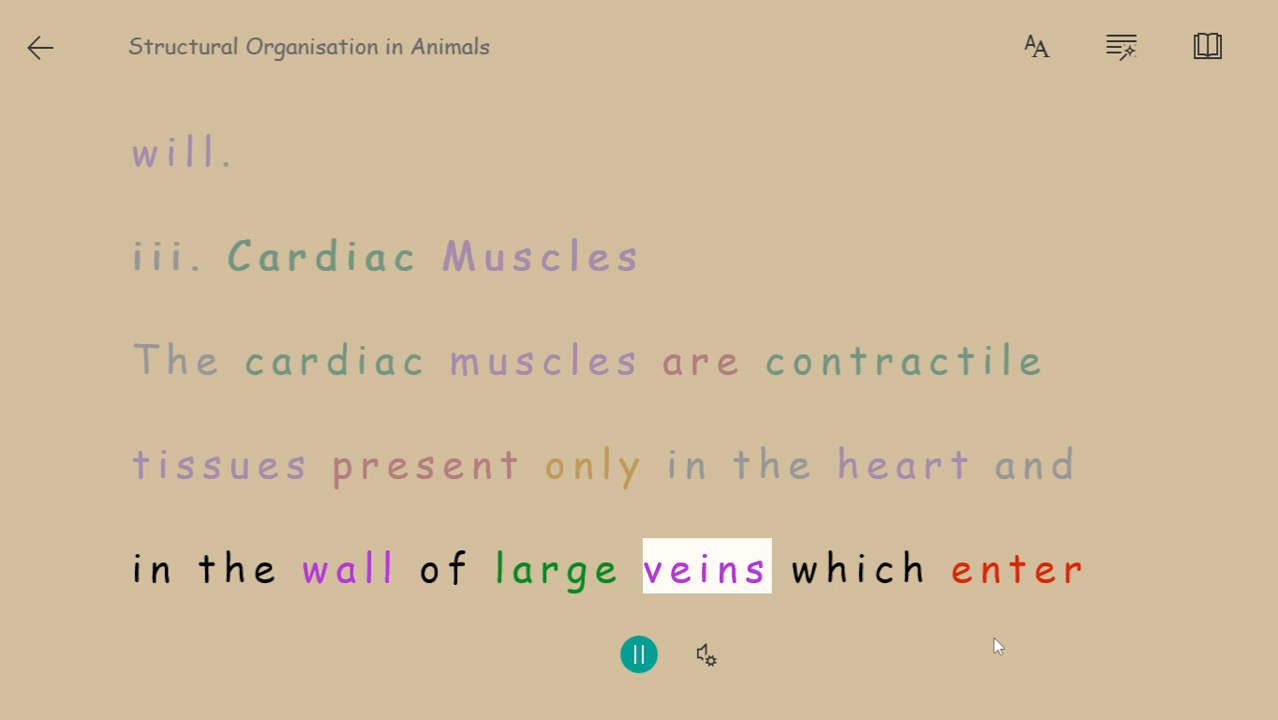 Structural Organisation in Animals
will.
iii. Cardiac Muscles
The cardiac muscles are contractile
tissues present only in the heart and
in the wall of large veins which enter